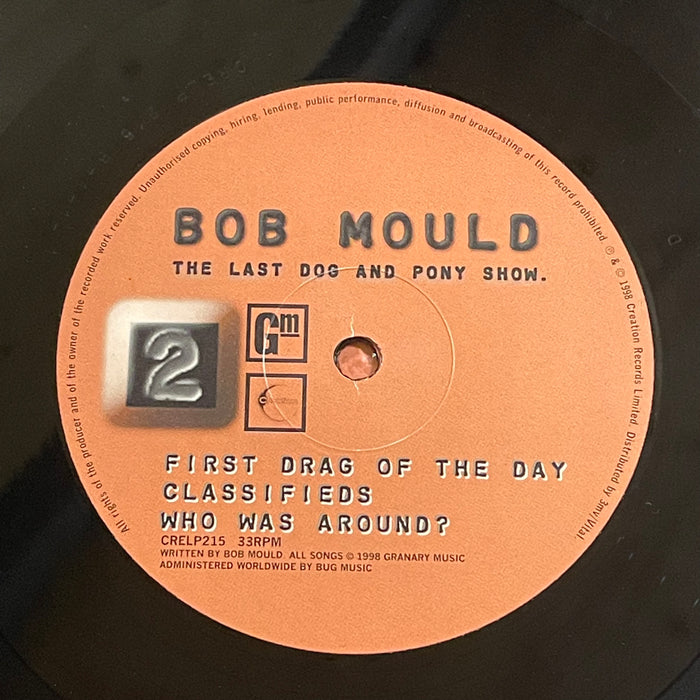 All rights of the producer and of the owner of the recorded work reserved. Unauthorised copying, hiring, lending, public performance, diffusion and broadcasting of this record prohibited. ℗ & © 1998 Creation Records Limited. Distributed by 3mv/Vital.
BOB MOULD
THE LAST DOG AND PONY SHOW.
2
Gm
Creation
FIRST DRAG OF THE DAY
CLASSIFIEDS
WHO WAS AROUND?
CRELP215 33RPM
WRITTEN BY BOB MOULD. ALL SONGS © 1998 GRANARY MUSIC
ADMINISTERED WORLDWIDE BY BUG MUSIC